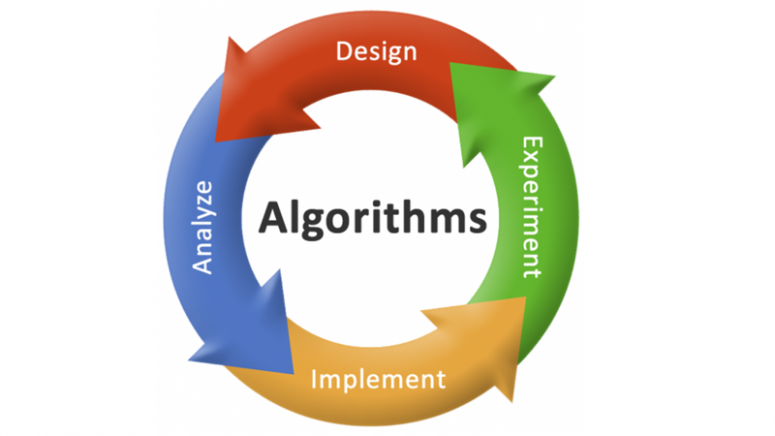 Design
Analyze
Algorithms
Experiment
Implement